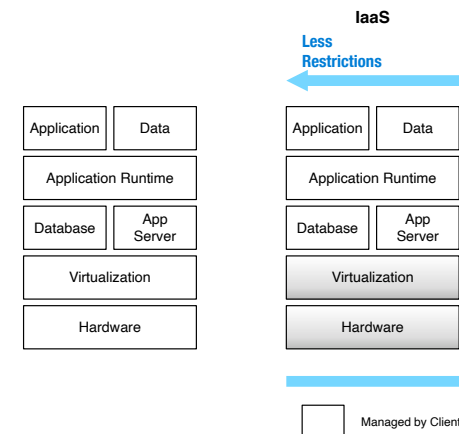 IaaS
Less
Restrictions
Application
Data
Application
Data
Application Runtime
Application Runtime
Database
App
Server
Database
App
Server
Virtualization
Virtualization
Hardware
Hardware
Managed by Client